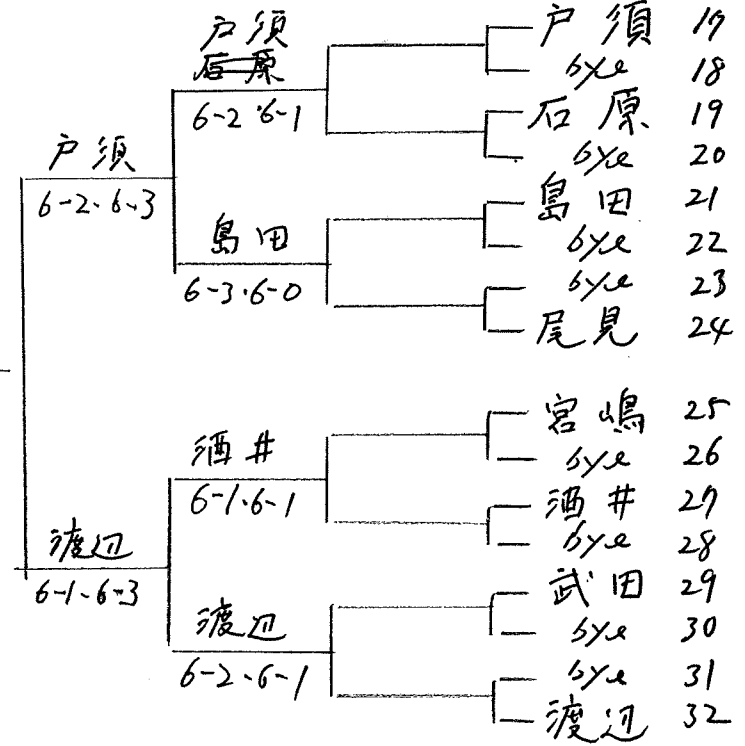 戸須 17
bye 18
石原 19
bye 20
島田 21
bye 22
bye 23
尾見 24
宮嶋 25
bye 26
酒井 27
bye 28
武田 29
bye 30
bye 31
渡辺 32
戸須
石原
6-2・6-1
島田
6-3・6-0
酒井
6-1・6-1
渡辺
6-2・6-1
戸須
6-2・6-3
渡辺
6-1・6-3